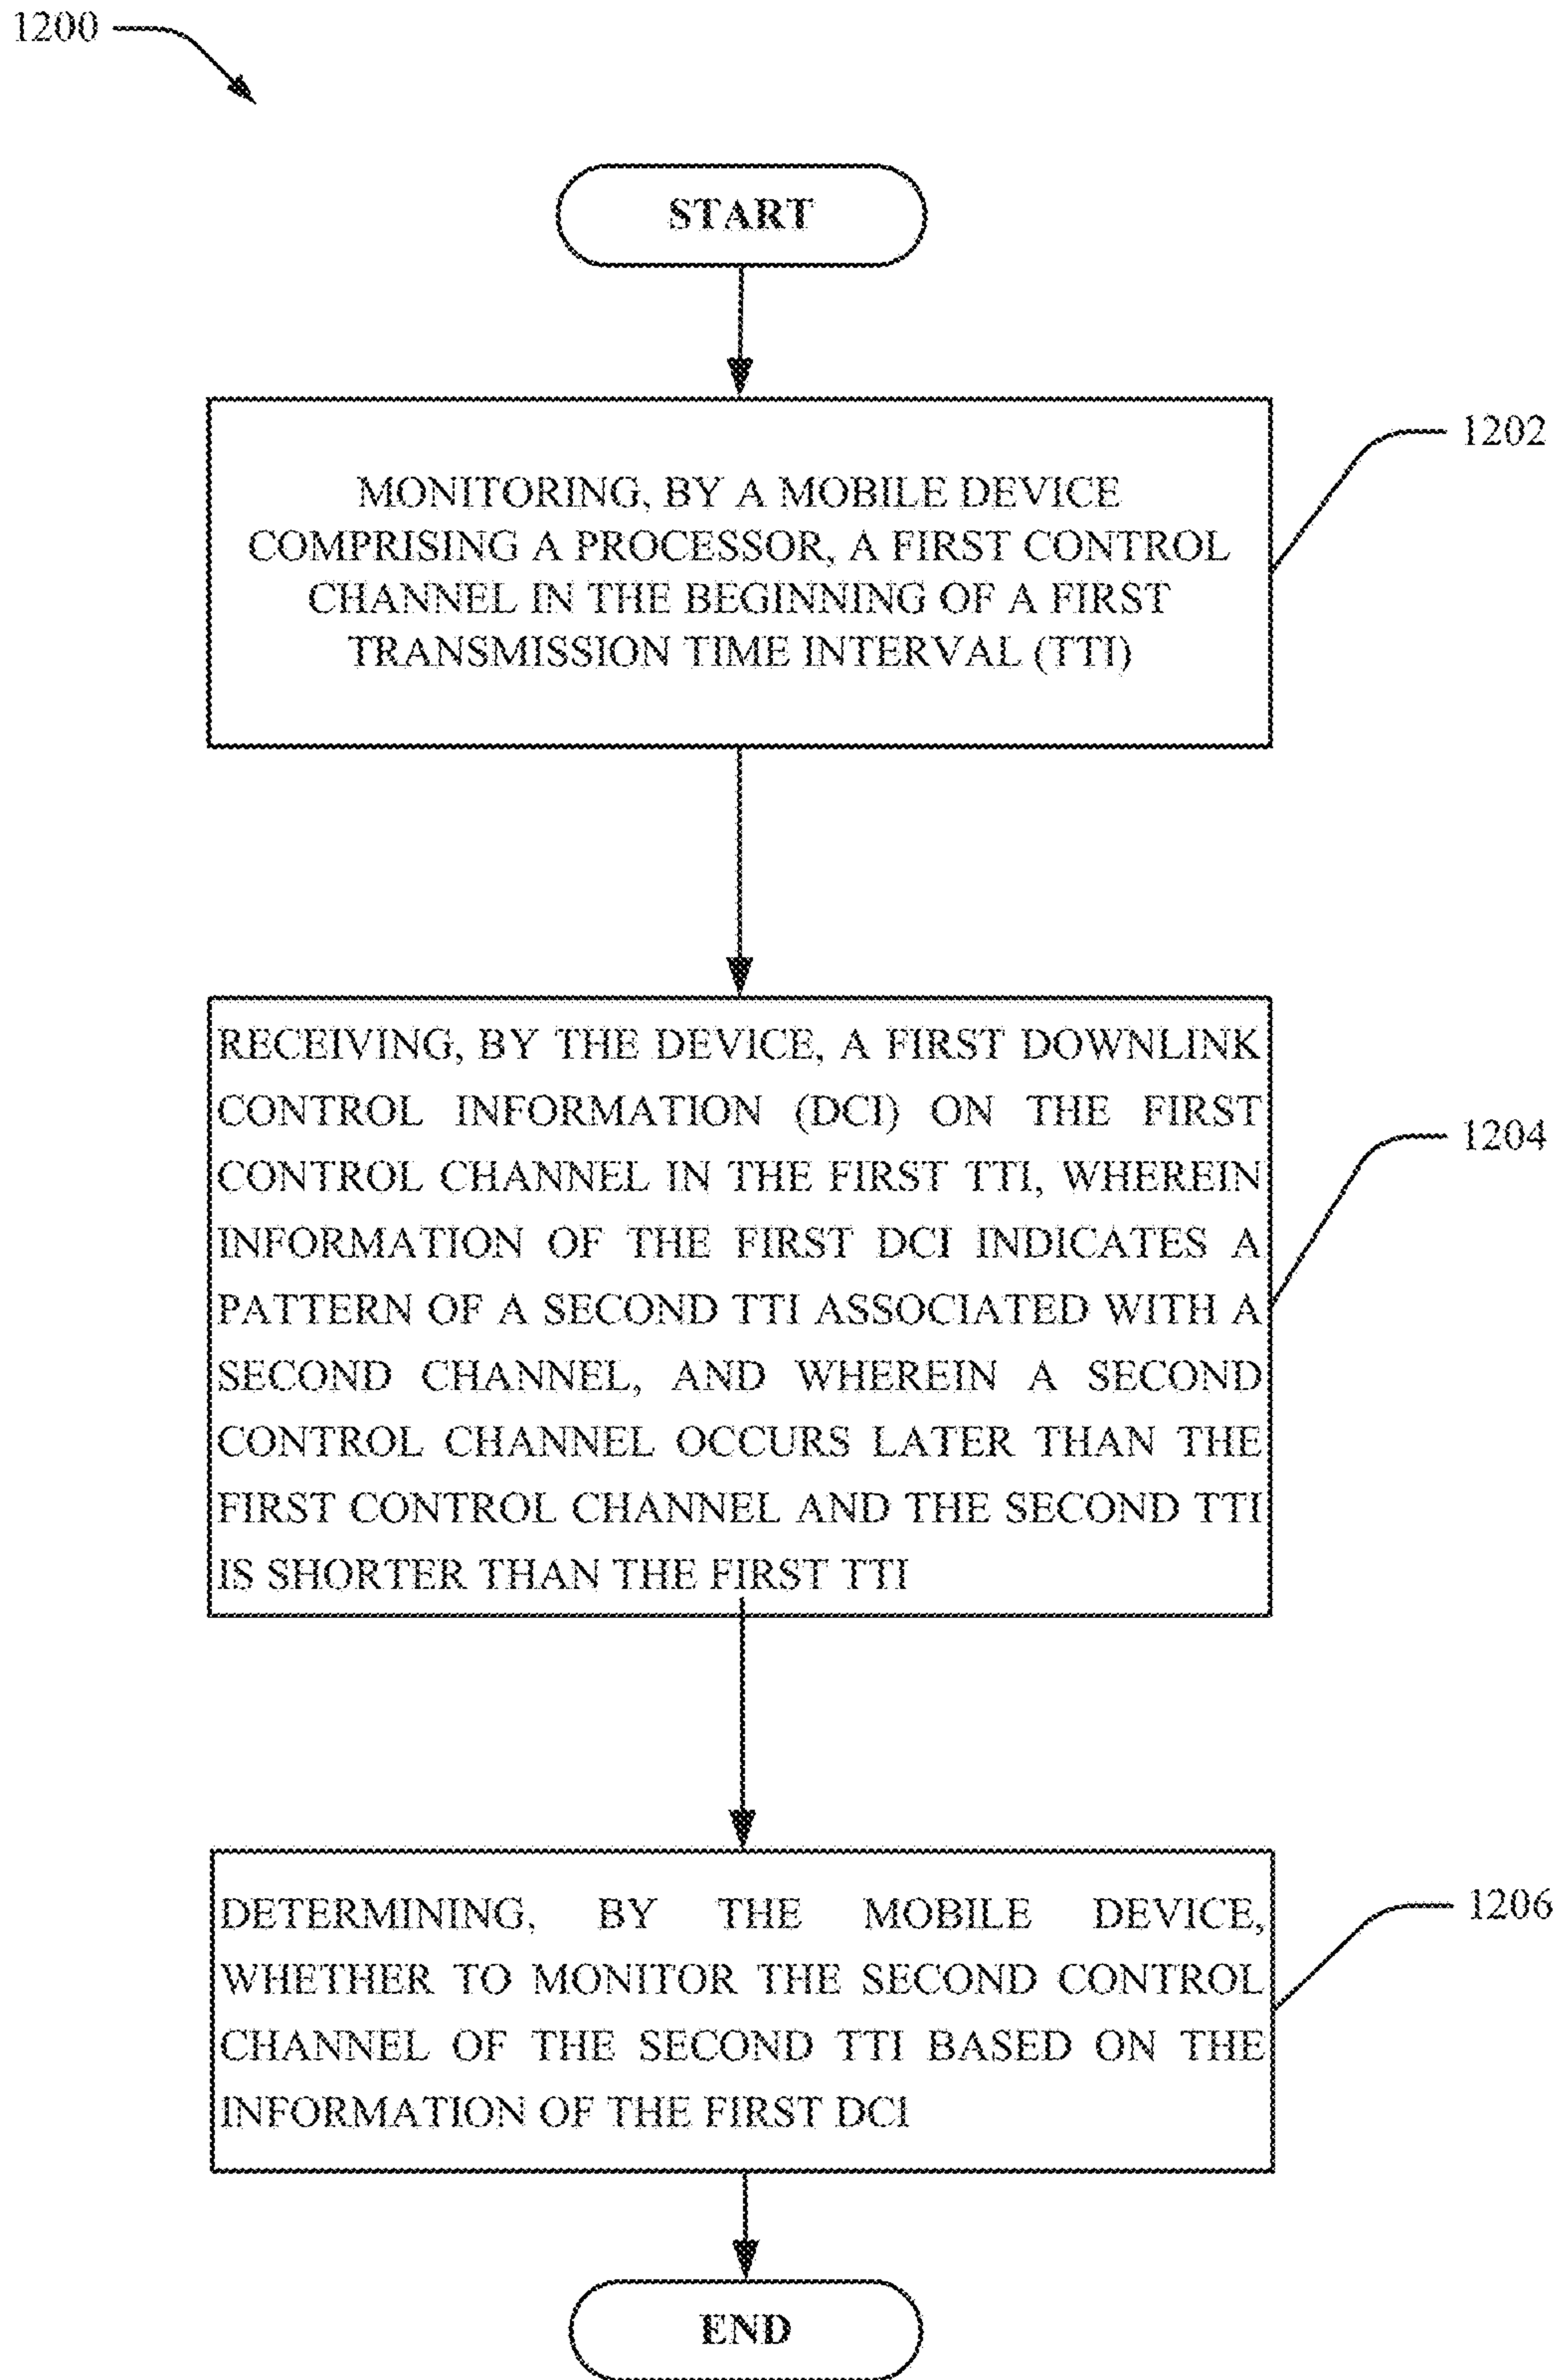 1200
START
MONITORING, BY A MOBILE DEVICE
COMPRISING A PROCESSOR, A FIRST CONTROL
CHANNEL IN THE BEGINNING OF A FIRST
TRANSMISSION TIME INTERVAL (TTI)
1202
RECEIVING, BY THE DEVICE, A FIRST DOWNLINK
CONTROL INFORMATION (DCI) ON THE FIRST
CONTROL CHANNEL IN THE FIRST TTI, WHEREIN
INFORMATION OF THE FIRST DCI INDICATES A
PATTERN OF A SECOND TTI ASSOCIATED WITH A
SECOND CHANNEL, AND WHEREIN A SECOND
CONTROL CHANNEL OCCURS LATER THAN THE
FIRST CONTROL CHANNEL AND THE SECOND TTI
IS SHORTER THAN THE FIRST TTI
1204
DETERMINING, BY THE MOBILE DEVICE,
WHETHER TO MONITOR THE SECOND CONTROL
CHANNEL OF THE SECOND TTI BASED ON THE
INFORMATION OF THE FIRST DCI
1206
END